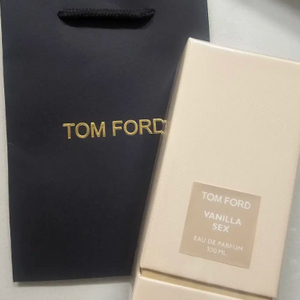 TOM FORD
TOM FORD
VANILLA
SEX
EAU DE PARFUM
100 ML